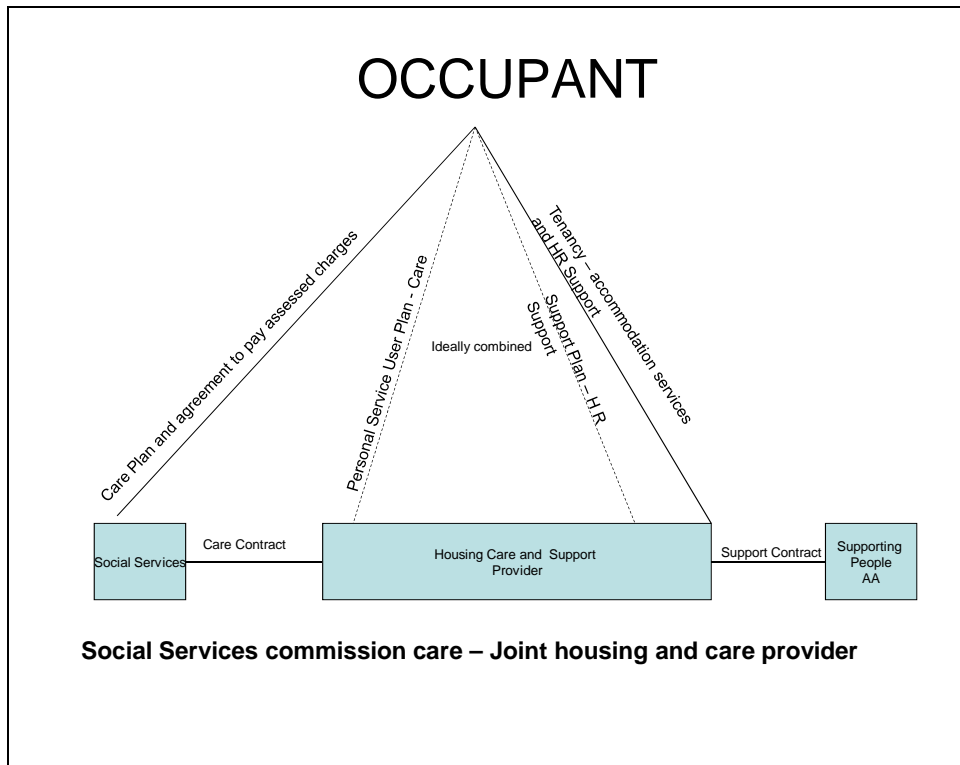 OCCUPANT
Care Plan and agreement to pay assessed charges
Personal Service User Plan - Care
Ideally combined
Support Plan – H R
Support
Tenancy – accommodation services
and HR Support
Social Services
Care Contract
Housing Care and Support
Provider
Support Contract
Supporting
People
AA
Social Services commission care – Joint housing and care provider